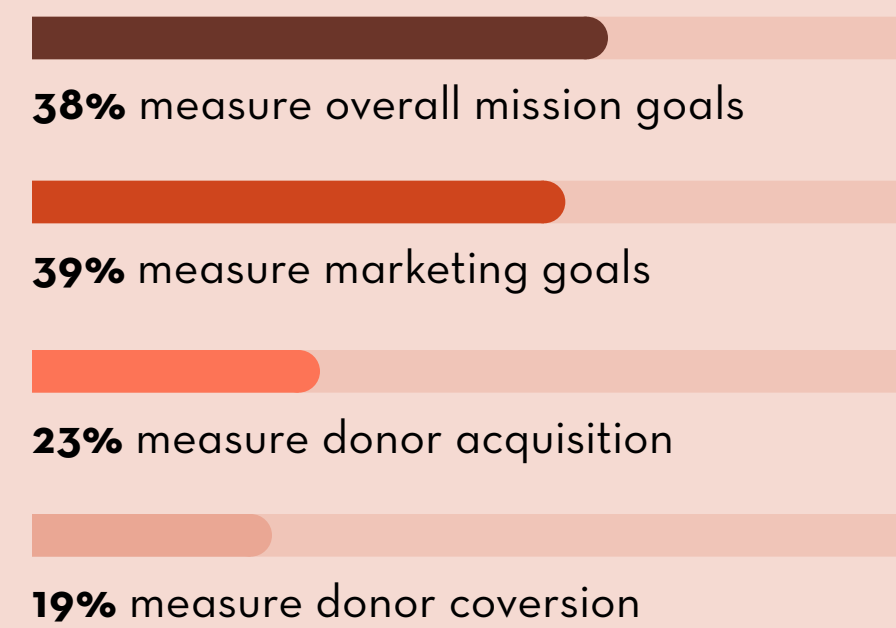 38% measure overall mission goals
39% measure marketing goals
23% measure donor acquisition
19% measure donor coversion